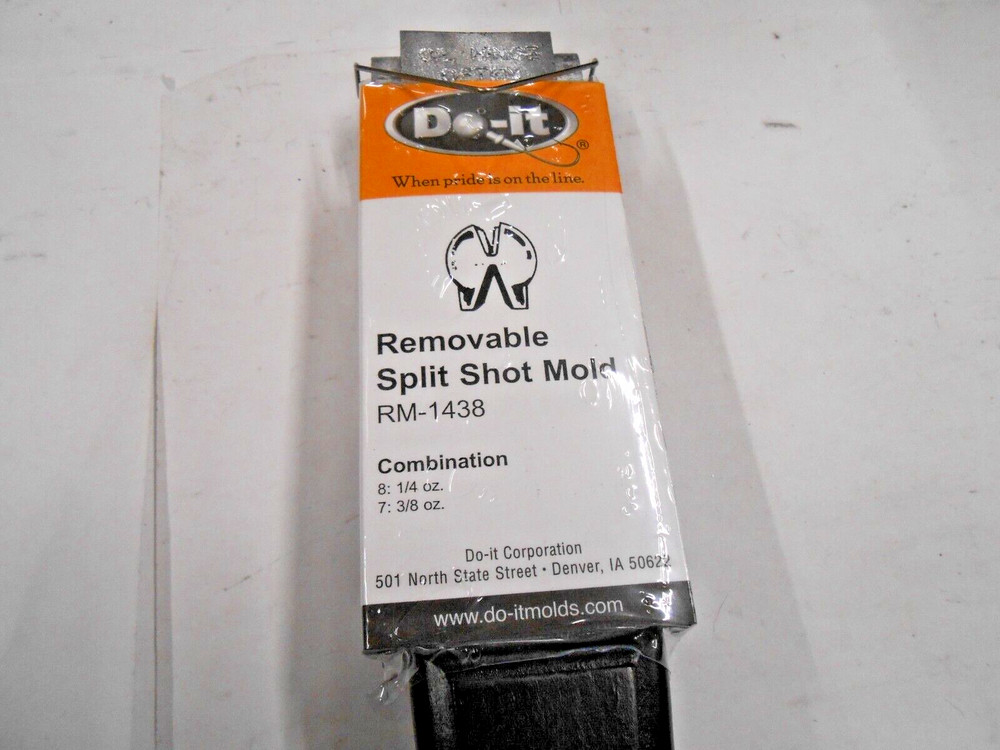 Do-it®
When pride is on the line.
Removable
Split Shot Mold
RM-1438
Combination
8: 1/4 oz.
7: 3/8 oz.
Do-it Corporation
501 North State Street • Denver, IA 50622
www.do-itmolds.com